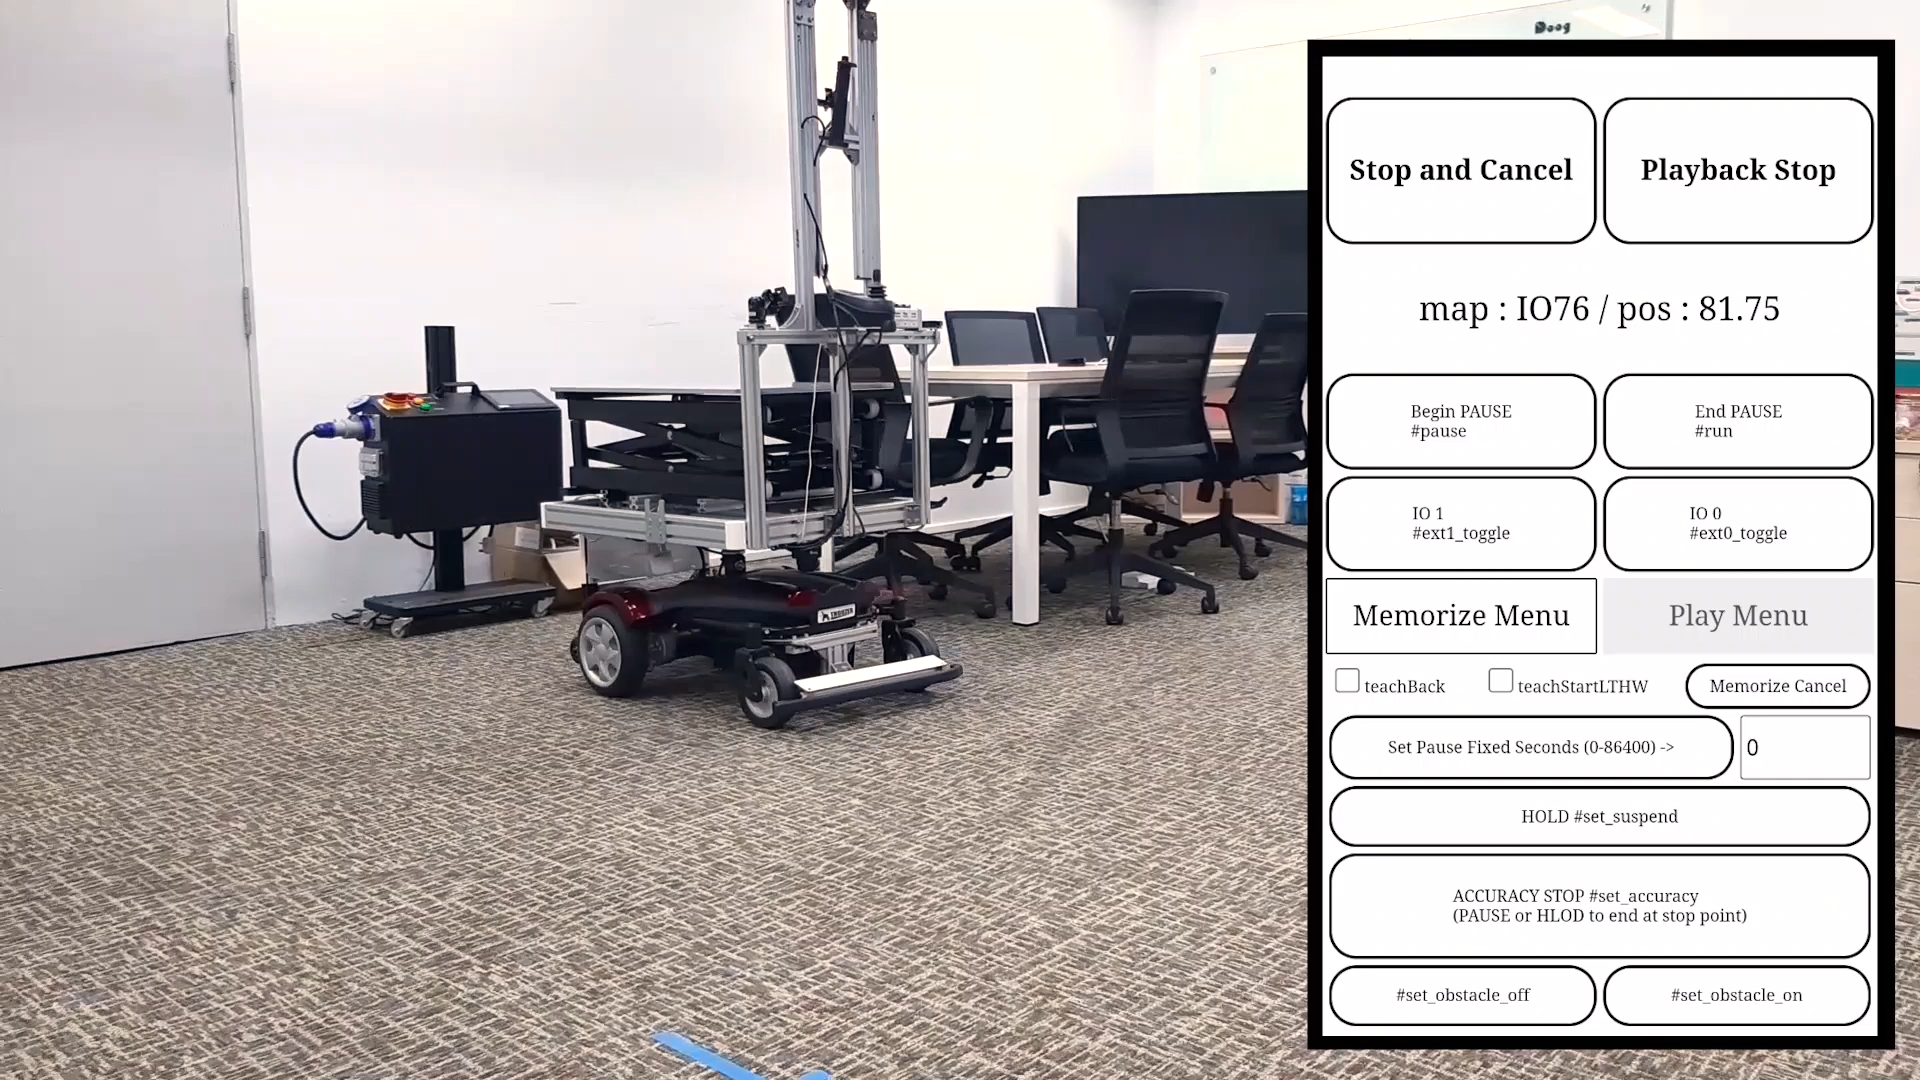 Doog
Stop and Cancel
Playback Stop
map : IO76 / pos : 81.75
Begin PAUSE
#pause
End PAUSE
#run
IO 1
#ext1_toggle
IO 0
#ext0_toggle
Memorize Menu
Play Menu
teachBack
teachStartLTHW
Memorize Cancel
Set Pause Fixed Seconds (0-86400) ->
0
HOLD #set_suspend
ACCURACY STOP #set_accuracy
(PAUSE or HLOD to end at stop point)
#set_obstacle_off
#set_obstacle_on
THOUZER